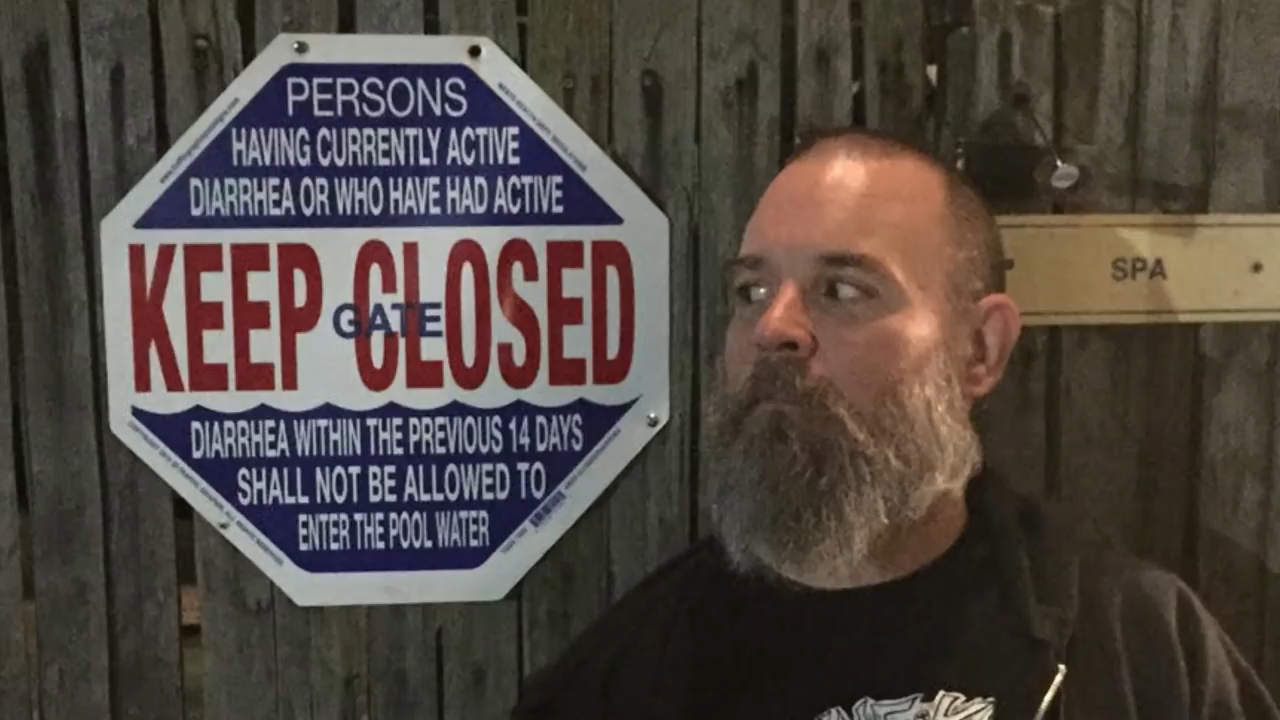 PERSONS
HAVING CURRENTLY ACTIVE
DIARRHEA OR WHO HAVE HAD ACTIVE
KEEP CLOSED
GATE
DIARRHEA WITHIN THE PREVIOUS 14 DAYS
SHALL NOT BE ALLOWED TO
ENTER THE POOL WATER
SPA